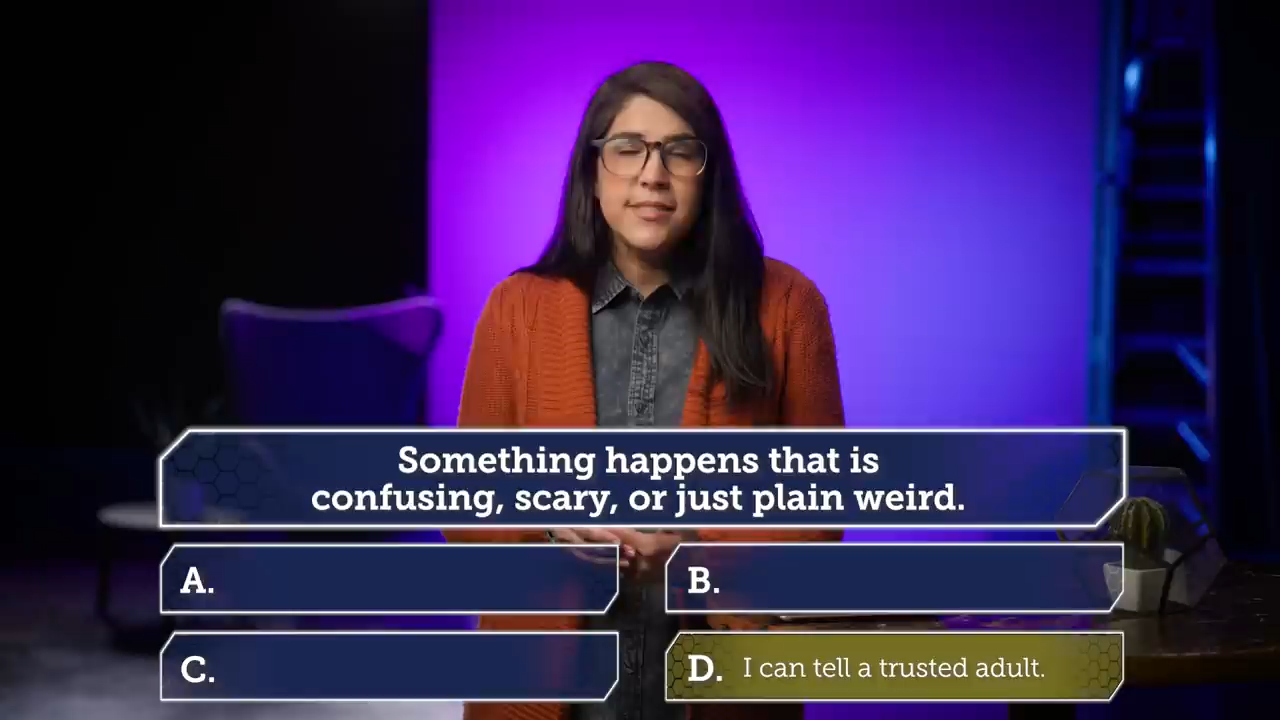 Something happens that is
confusing, scary, or just plain weird.
A.
B.
C.
D. I can tell a trusted adult.